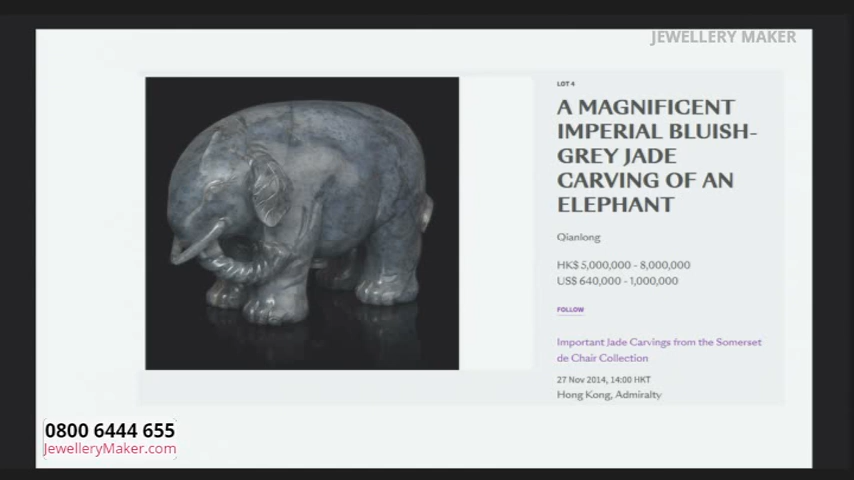 JEWELLERY MAKER
LOT 4
A MAGNIFICENT
IMPERIAL BLUISH-
GREY JADE
CARVING OF AN
ELEPHANT
Qianlong
HK$ 5,000,000 - 8,000,000
US$ 640,000 - 1,000,000
FOLLOW
Important Jade Carvings from the Somerset
de Chair Collection
27 Nov 2014, 14:00 HKT
Hong Kong, Admiralty
0800 6444 655
JewelleryMaker.com